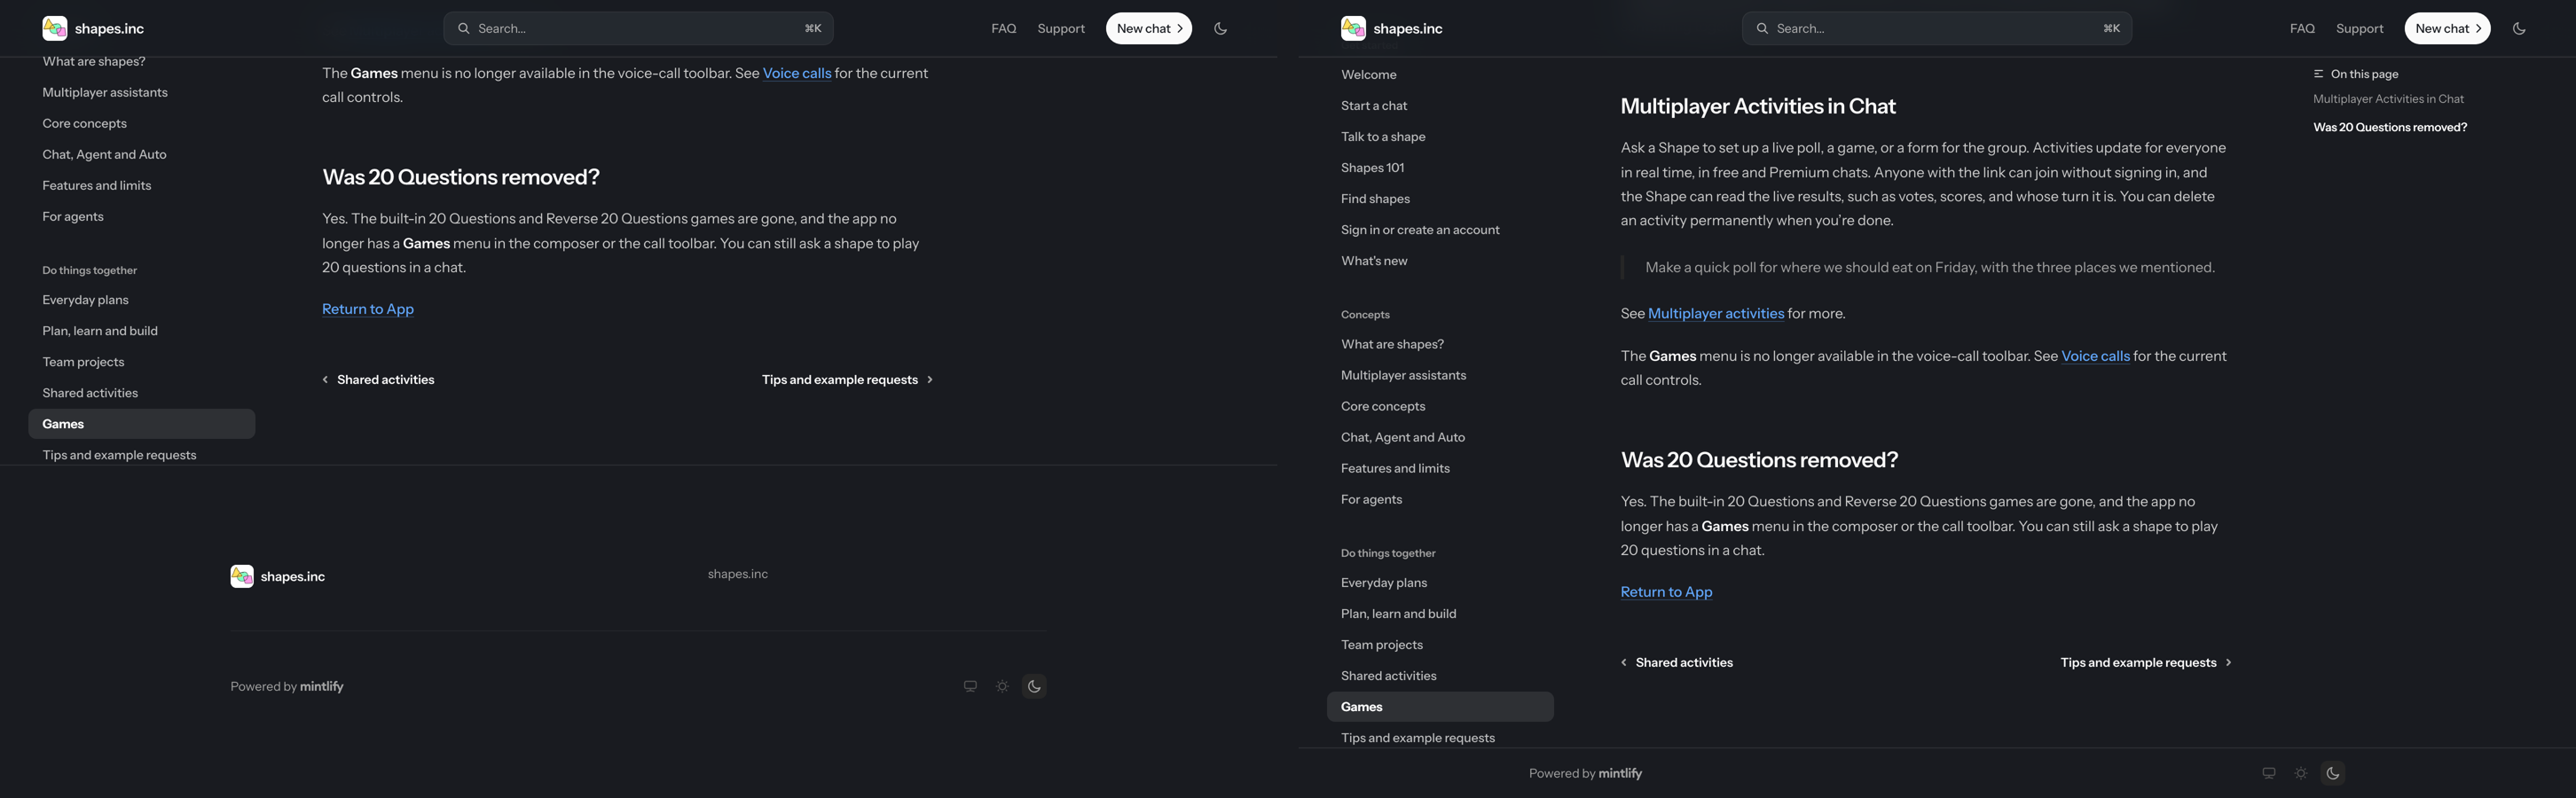 shapes.inc
Search...
⌘K
FAQ
Support
New chat
What are shapes?
Multiplayer assistants
Core concepts
Chat, Agent and Auto
Features and limits
For agents
Do things together
Everyday plans
Plan, learn and build
Team projects
Shared activities
Games
Tips and example requests
The Games menu is no longer available in the voice-call toolbar. See Voice calls for the current
call controls.
Was 20 Questions removed?
Yes. The built-in 20 Questions and Reverse 20 Questions games are gone, and the app no
longer has a Games menu in the composer or the call toolbar. You can still ask a shape to play
20 questions in a chat.
Return to App
Shared activities
Tips and example requests
shapes.inc
shapes.inc
Powered by mintlify
shapes.inc
Search...
⌘K
FAQ
Support
New chat
Welcome
Start a chat
Talk to a shape
Shapes 101
Find shapes
Sign in or create an account
What's new
Concepts
What are shapes?
Multiplayer assistants
Core concepts
Chat, Agent and Auto
Features and limits
For agents
Do things together
Everyday plans
Plan, learn and build
Team projects
Shared activities
Games
Tips and example requests
Multiplayer Activities in Chat
Ask a Shape to set up a live poll, a game, or a form for the group. Activities update for everyone
in real time, in free and Premium chats. Anyone with the link can join without signing in, and
the Shape can read the live results, such as votes, scores, and whose turn it is. You can delete
an activity permanently when you're done.
Make a quick poll for where we should eat on Friday, with the three places we mentioned.
See Multiplayer activities for more.
The Games menu is no longer available in the voice-call toolbar. See Voice calls for the current
call controls.
Was 20 Questions removed?
Yes. The built-in 20 Questions and Reverse 20 Questions games are gone, and the app no
longer has a Games menu in the composer or the call toolbar. You can still ask a shape to play
20 questions in a chat.
Return to App
Shared activities
Tips and example requests
On this page
Multiplayer Activities in Chat
Was 20 Questions removed?
Powered by mintlify